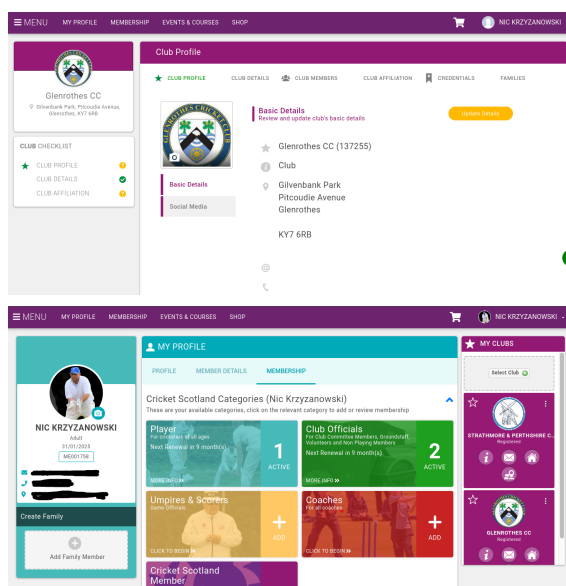 MENU MY PROFILE MEMBERSHIP EVENTS & COURSES SHOP NIC KRZYZANOWSKI
Glenrothes CC
Gilvenbank Park, Pitcoudie Avenue,
Glenrothes, KY7 6RB
CLUB CHECKLIST
CLUB PROFILE
CLUB DETAILS
CLUB AFFILIATION
Club Profile
CLUB PROFILE CLUB DETAILS CLUB MEMBERS CLUB AFFILIATION CREDENTIALS FAMILIES
GLENROTHES CRICKET CLUB
Basic Details
Social Media
Basic Details
Review and update club's basic details
Update Details
Glenrothes CC (137255)
Club
Gilvenbank Park
Pitcoudie Avenue
Glenrothes
KY7 6RB
MENU MY PROFILE MEMBERSHIP EVENTS & COURSES SHOP NIC KRZYZANOWSKI
NIC KRZYZANOWSKI
Adult
31/01/2025
ME001758
Create Family
Add Family Member
MY PROFILE
PROFILE MEMBER DETAILS MEMBERSHIP
Cricket Scotland Categories (Nic Krzyzanowski)
These are your available categories, click on the relevant category to add or review membership
Player
For cricketers of all ages
Next Renewal in 9 month(s)
1
ACTIVE
MORE INFO
Club Officials
For Club Committee Members, Groundstaff,
Volunteers and Non Playing Members
Next Renewal in 9 month(s)
2
ACTIVE
MORE INFO
Umpires & Scorers
Game Officials
ADD
CLICK TO BEGIN
Coaches
For all coaches
ADD
CLICK TO BEGIN
Cricket Scotland
Member
MY CLUBS
Select Club
STRATHMORE & PERTHSHIRE C...
Registered
GLENROTHES CC
Registered